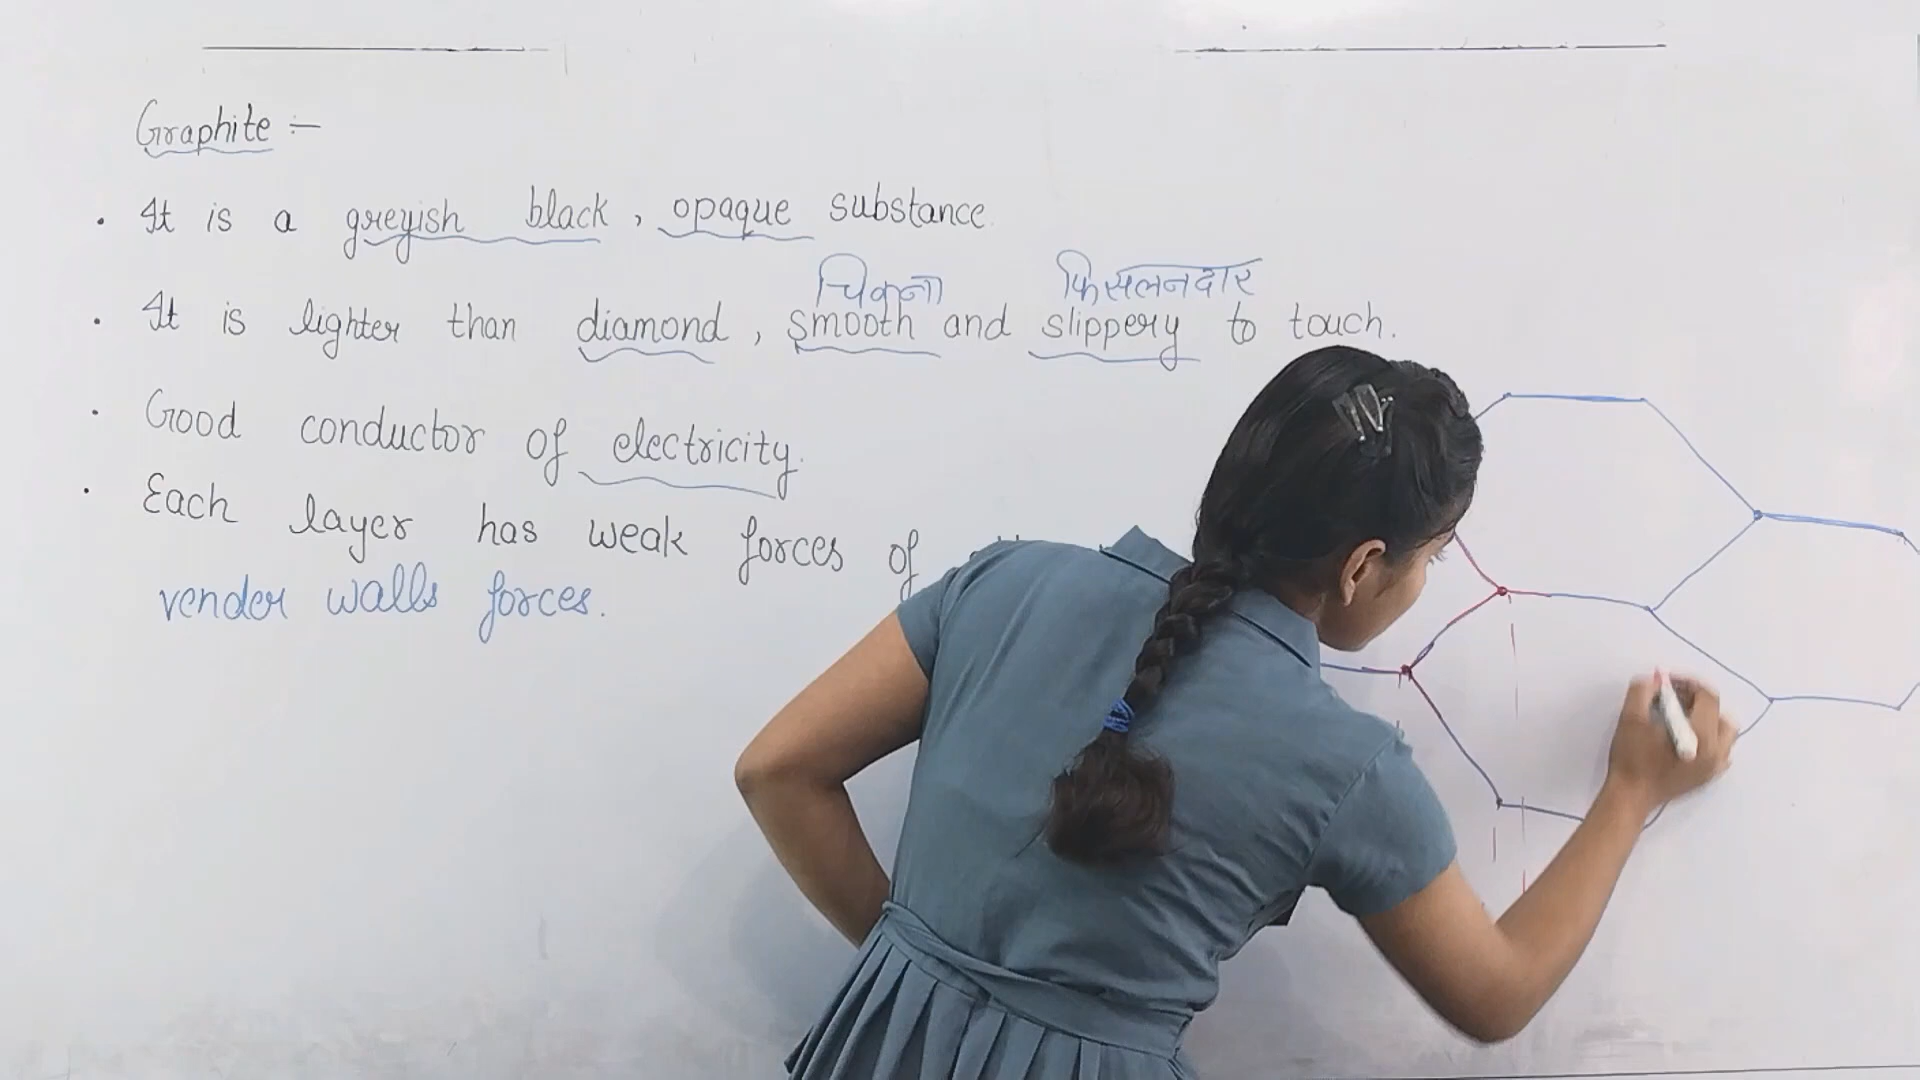 Graphite :-
• It is a greyish black, opaque substance.
चिकना फिसलनदार
• It is lighter than diamond, smooth and slippery to touch.
• Good conductor of electricity.
• Each layer has weak forces of
vender walls forces.